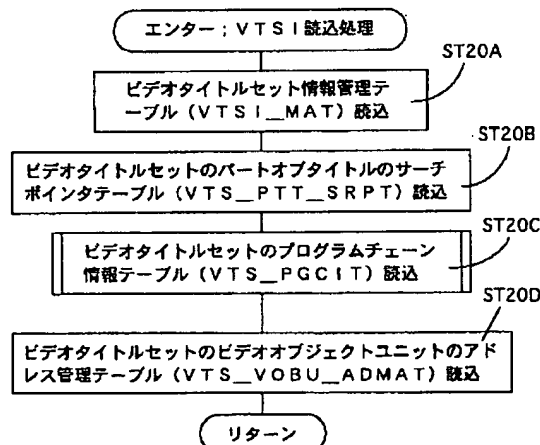 エンター；ＶＴＳＩ読込処理
ST20A
ビデオタイトルセット情報管理テ
ーブル（ＶＴＳＩ＿ＭＡＴ）読込
ST20B
ビデオタイトルセットのパートオブタイトルのサーチ
ポインタテーブル（ＶＴＳ＿ＰＴＴ＿ＳＲＰＴ）読込
ST20C
ビデオタイトルセットのプログラムチェーン
情報テーブル（ＶＴＳ＿ＰＧＣＩＴ）読込
ST20D
ビデオタイトルセットのビデオオブジェクトユニットのアド
レス管理テーブル（ＶＴＳ＿ＶＯＢＵ＿ＡＤＭＡＴ）読込
リターン